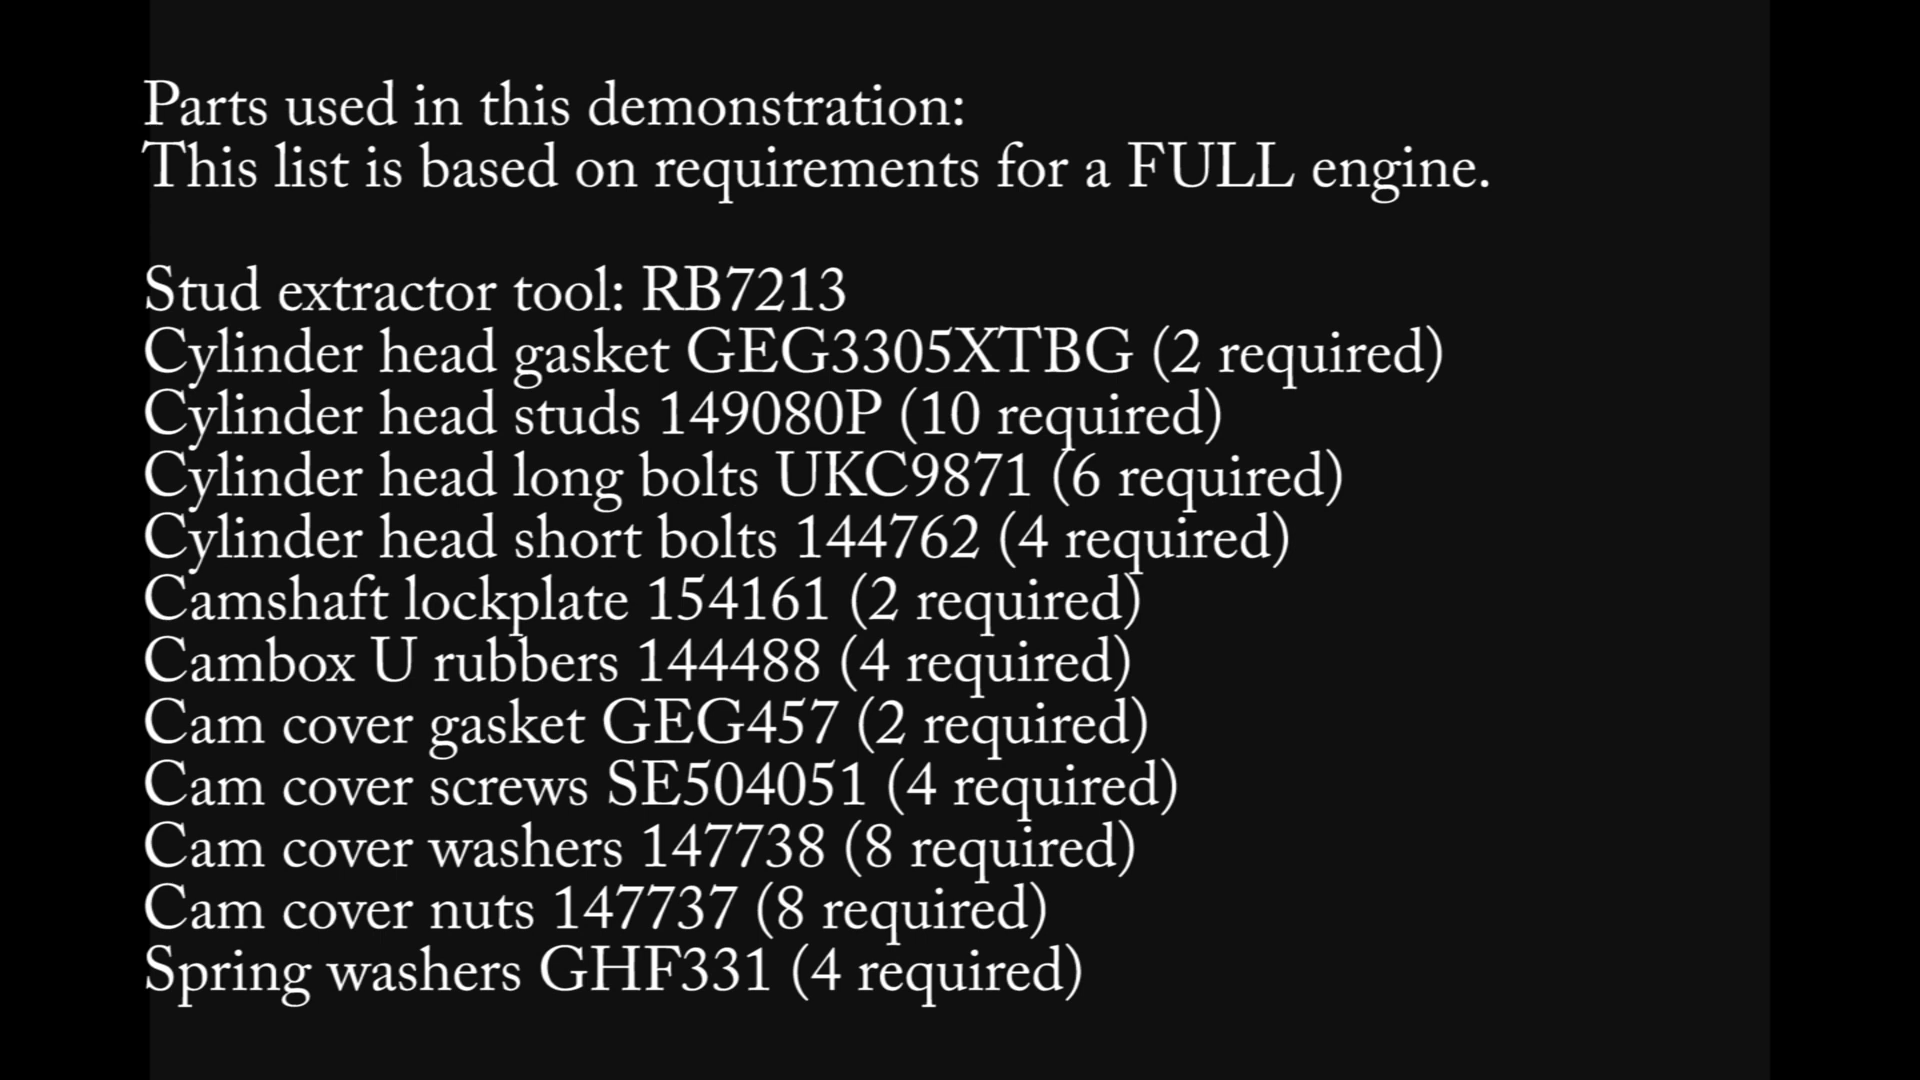 Parts used in this demonstration:
This list is based on requirements for a FULL engine.
Stud extractor tool: RB7213
Cylinder head gasket GEG3305XTBG (2 required)
Cylinder head studs 149080P (10 required)
Cylinder head long bolts UKC9871 (6 required)
Cylinder head short bolts 144762 (4 required)
Camshaft lockplate 154161 (2 required)
Cambox U rubbers 144488 (4 required)
Cam cover gasket GEG457 (2 required)
Cam cover screws SE504051 (4 required)
Cam cover washers 147738 (8 required)
Cam cover nuts 147737 (8 required)
Spring washers GHF331 (4 required)